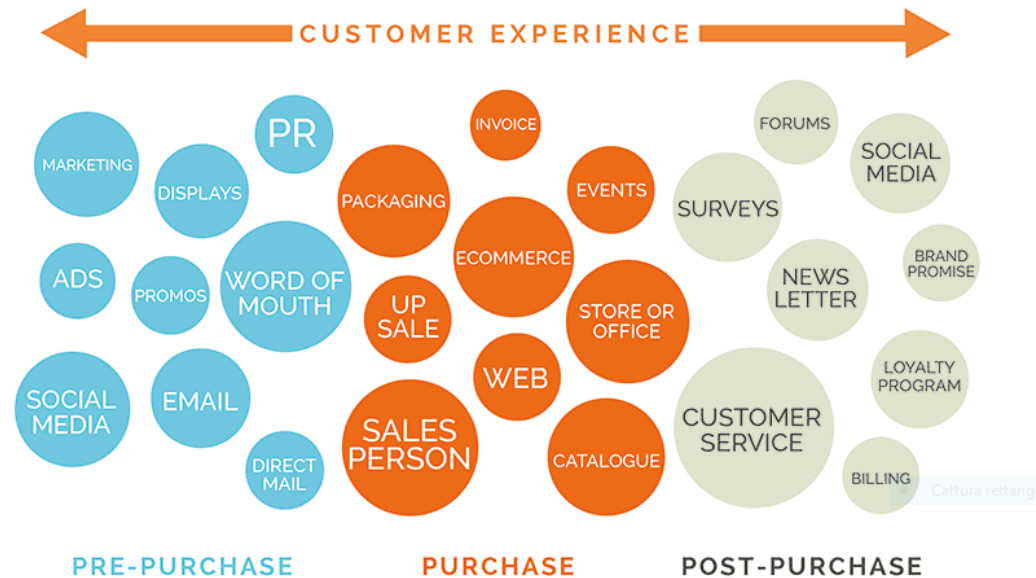 CUSTOMER EXPERIENCE
MARKETING
DISPLAYS
PR
ADS
PROMOS
WORD OF
MOUTH
SOCIAL
MEDIA
EMAIL
DIRECT
MAIL
INVOICE
PACKAGING
EVENTS
ECOMMERCE
UP
SALE
STORE OR
OFFICE
WEB
SALES
PERSON
CATALOGUE
FORUMS
SURVEYS
SOCIAL
MEDIA
NEWS
LETTER
BRAND
PROMISE
LOYALTY
PROGRAM
CUSTOMER
SERVICE
BILLING
Cattura rettang
PRE-PURCHASE
PURCHASE
POST-PURCHASE